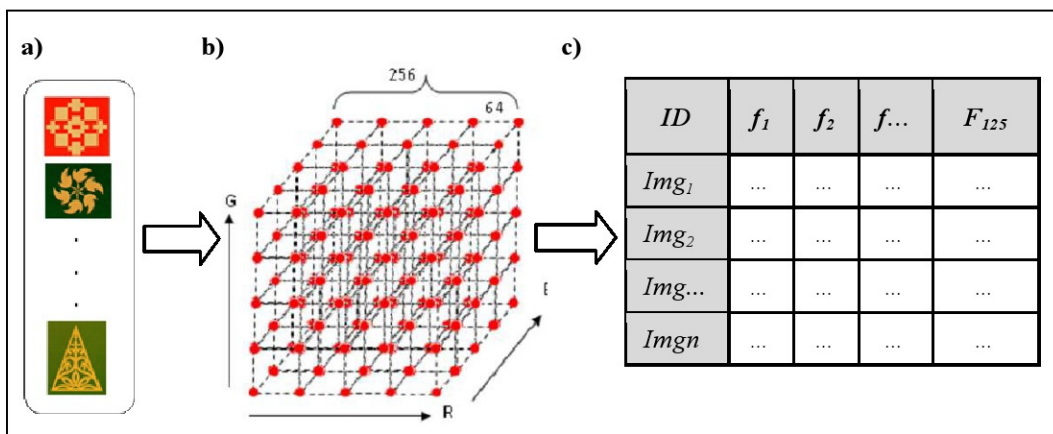 a)
b)
c)
256
64
G
R
ID f1 f2 f... F125
Img1 ... ... ... ...
Img2 ... ... ... ...
Img... ... ... ... ...
Imgn ... ... ... ...